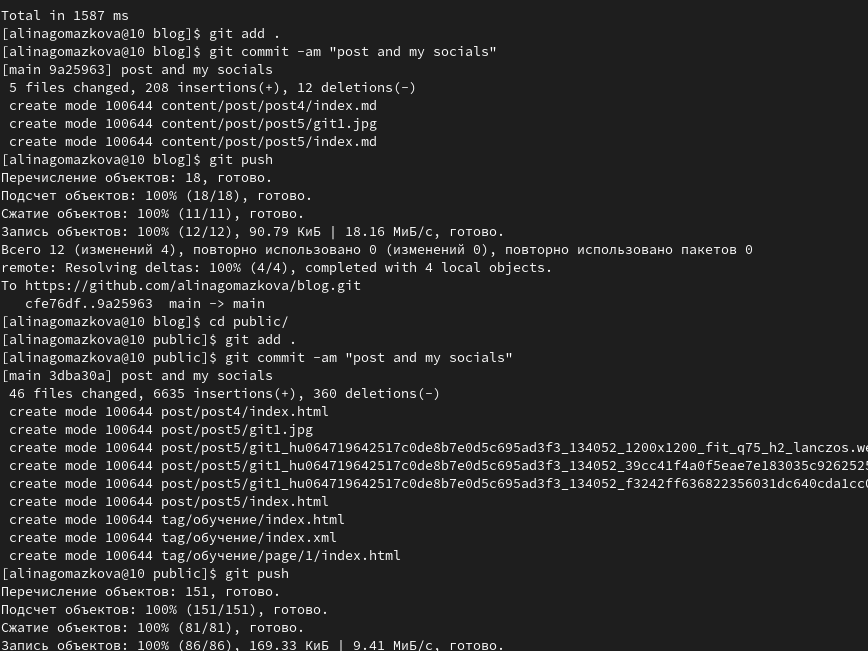 Total in 1587 ms
[alinagomazkova@10 blog]$ git add .
[alinagomazkova@10 blog]$ git commit -am "post and my socials"
[main 9a25963] post and my socials
 5 files changed, 208 insertions(+), 12 deletions(-)
 create mode 100644 content/post/post4/index.md
 create mode 100644 content/post/post5/git1.jpg
 create mode 100644 content/post/post5/index.md
[alinagomazkova@10 blog]$ git push
Перечисление объектов: 18, готово.
Подсчет объектов: 100% (18/18), готово.
Сжатие объектов: 100% (11/11), готово.
Запись объектов: 100% (12/12), 90.79 КиБ | 18.16 МиБ/с, готово.
Всего 12 (изменений 4), повторно использовано 0 (изменений 0), повторно использовано пакетов 0
remote: Resolving deltas: 100% (4/4), completed with 4 local objects.
To https://github.com/alinagomazkova/blog.git
   cfe76df..9a25963  main -> main
[alinagomazkova@10 blog]$ cd public/
[alinagomazkova@10 public]$ git add .
[alinagomazkova@10 public]$ git commit -am "post and my socials"
[main 3dba30a] post and my socials
 46 files changed, 6635 insertions(+), 360 deletions(-)
 create mode 100644 post/post4/index.html
 create mode 100644 post/post5/git1.jpg
 create mode 100644 post/post5/git1_hu064719642517c0de8b7e0d5c695ad3f3_134052_1200x1200_fit_q75_h2_lanczos.we
 create mode 100644 post/post5/git1_hu064719642517c0de8b7e0d5c695ad3f3_134052_39cc41f4a0f5eae7e183035c9262525
 create mode 100644 post/post5/git1_hu064719642517c0de8b7e0d5c695ad3f3_134052_f3242ff636822356031dc640cda1cc0
 create mode 100644 post/post5/index.html
 create mode 100644 tag/обучение/index.html
 create mode 100644 tag/обучение/index.xml
 create mode 100644 tag/обучение/page/1/index.html
[alinagomazkova@10 public]$ git push
Перечисление объектов: 151, готово.
Подсчет объектов: 100% (151/151), готово.
Сжатие объектов: 100% (81/81), готово.
Запись объектов: 100% (86/86), 169.33 КиБ | 9.41 МиБ/с, готово.